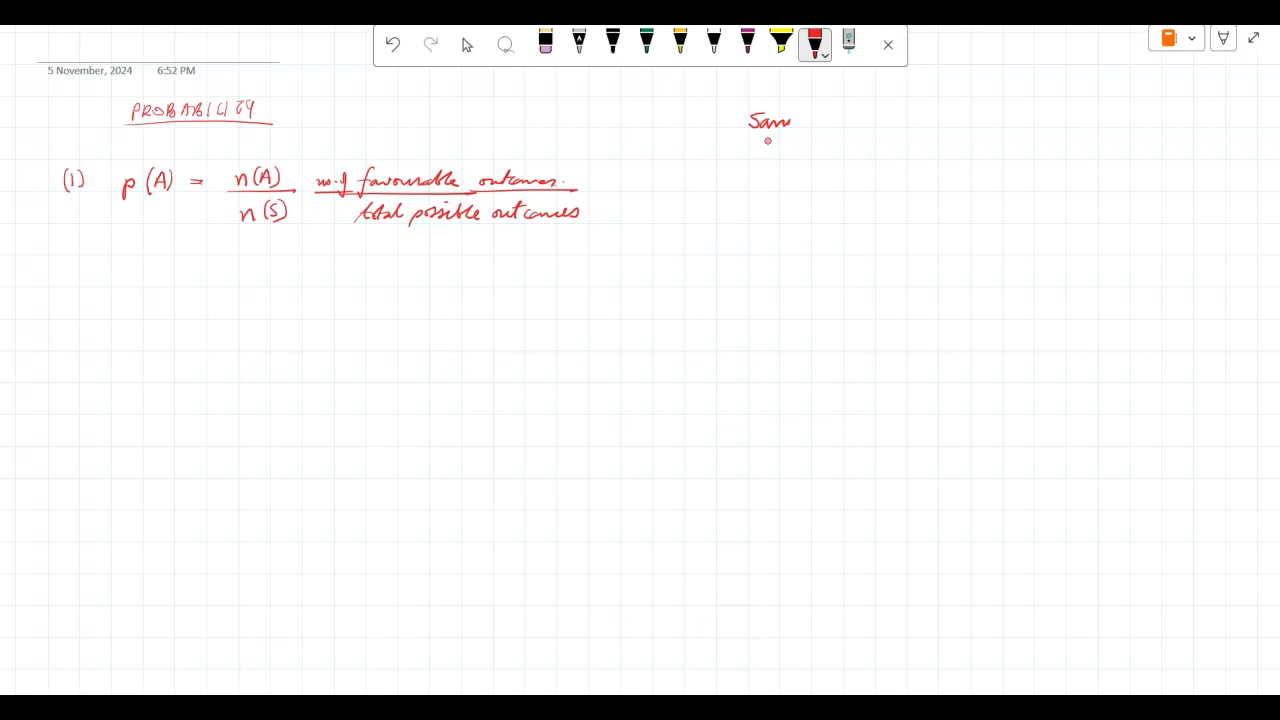 5 November, 2024 6:52 PM
PROBABILITY
Sam
(1) p(A) = n(A) no. of favourable outcomes.
n(S) total possible outcomes